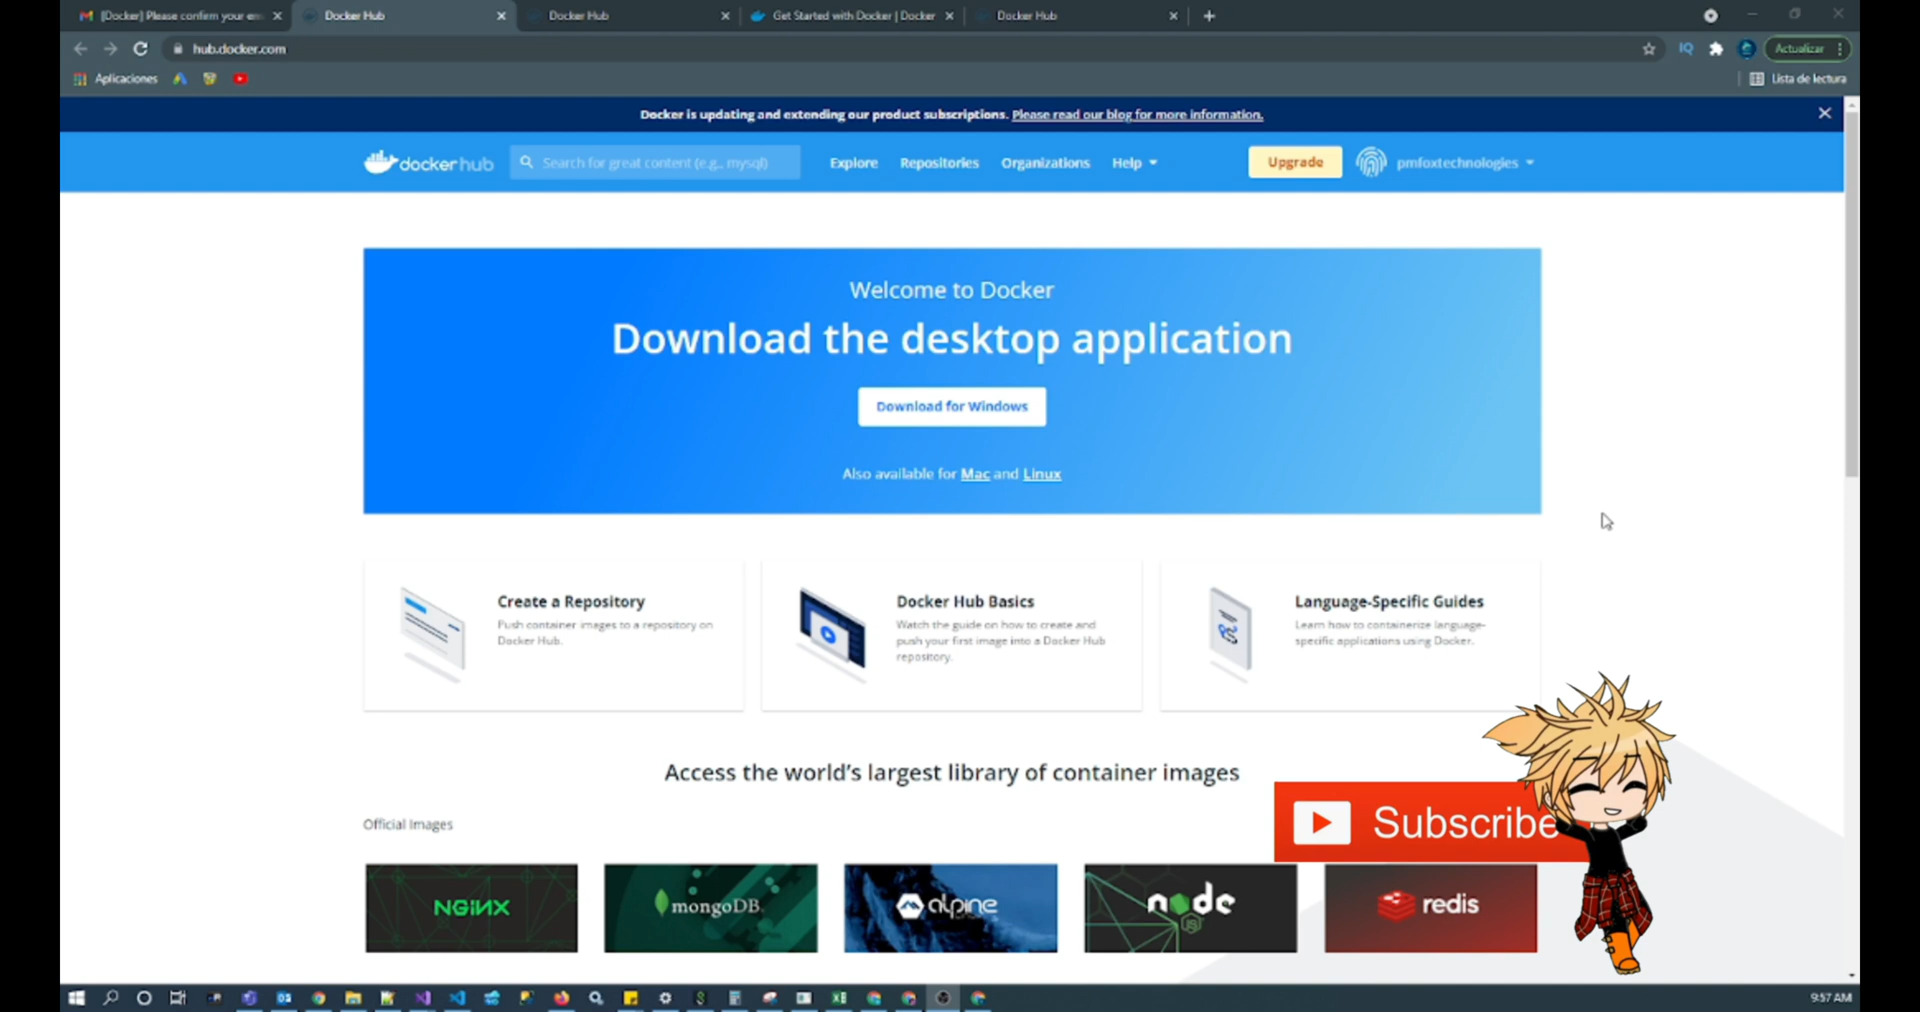 [Docker] Please confirm your em
Docker Hub
Docker Hub
Get Started with Docker | Docker
Docker Hub
hub.docker.com
IQ
Actualizar
Aplicaciones
Lista de lectura
Docker is updating and extending our product subscriptions. Please read our blog for more information.
docker hub
Search for great content (e.g., mysql)
Explore
Repositories
Organizations
Help
Upgrade
pmfoxtechnologies
Welcome to Docker
Download the desktop application
Download for Windows
Also available for Mac and Linux
Create a Repository
Push container images to a repository on
Docker Hub.
Docker Hub Basics
Watch the guide on how to create and
push your first image into a Docker Hub
repository.
Language-Specific Guides
Learn how to containerize language-
specific applications using Docker.
Access the world's largest library of container images
Subscribe
Official Images
NGINX
mongoDB.
alpine
node
JS
redis
9:57 AM